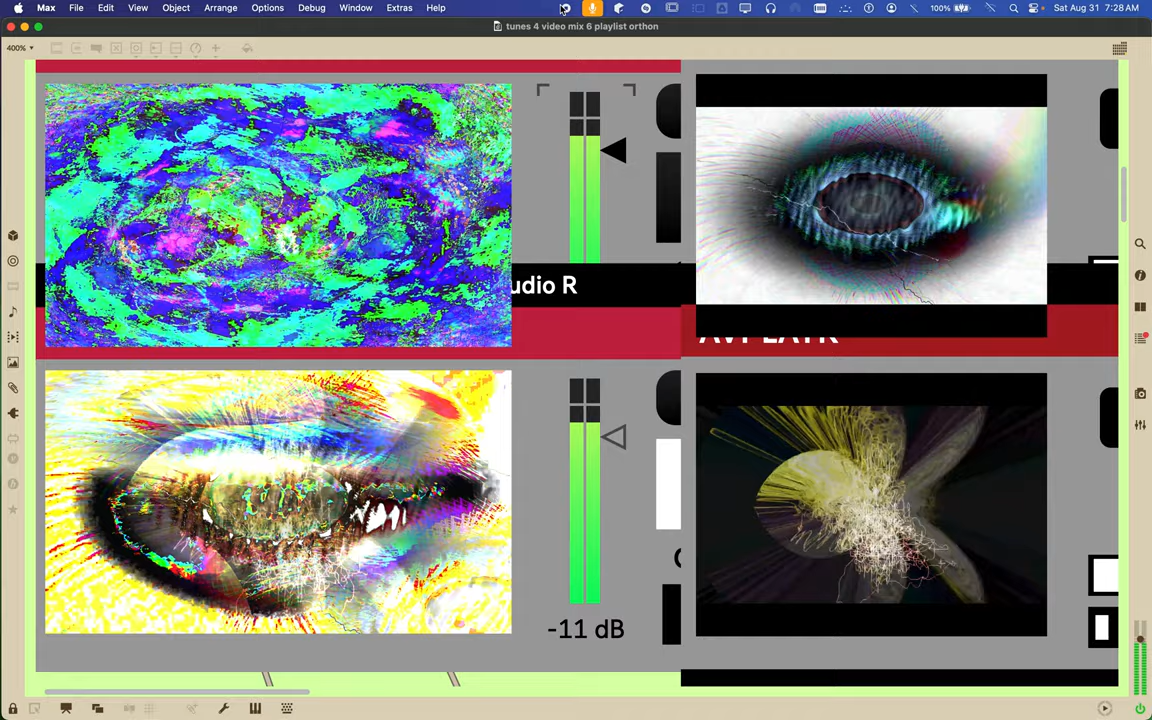 Max File Edit View Object Arrange Options Debug Window Extras Help 100% Sat Aug 31 7:28 AM
tunes 4 video mix 6 playlist orthon
400%
udio R
AVPLAYR
-11 dB